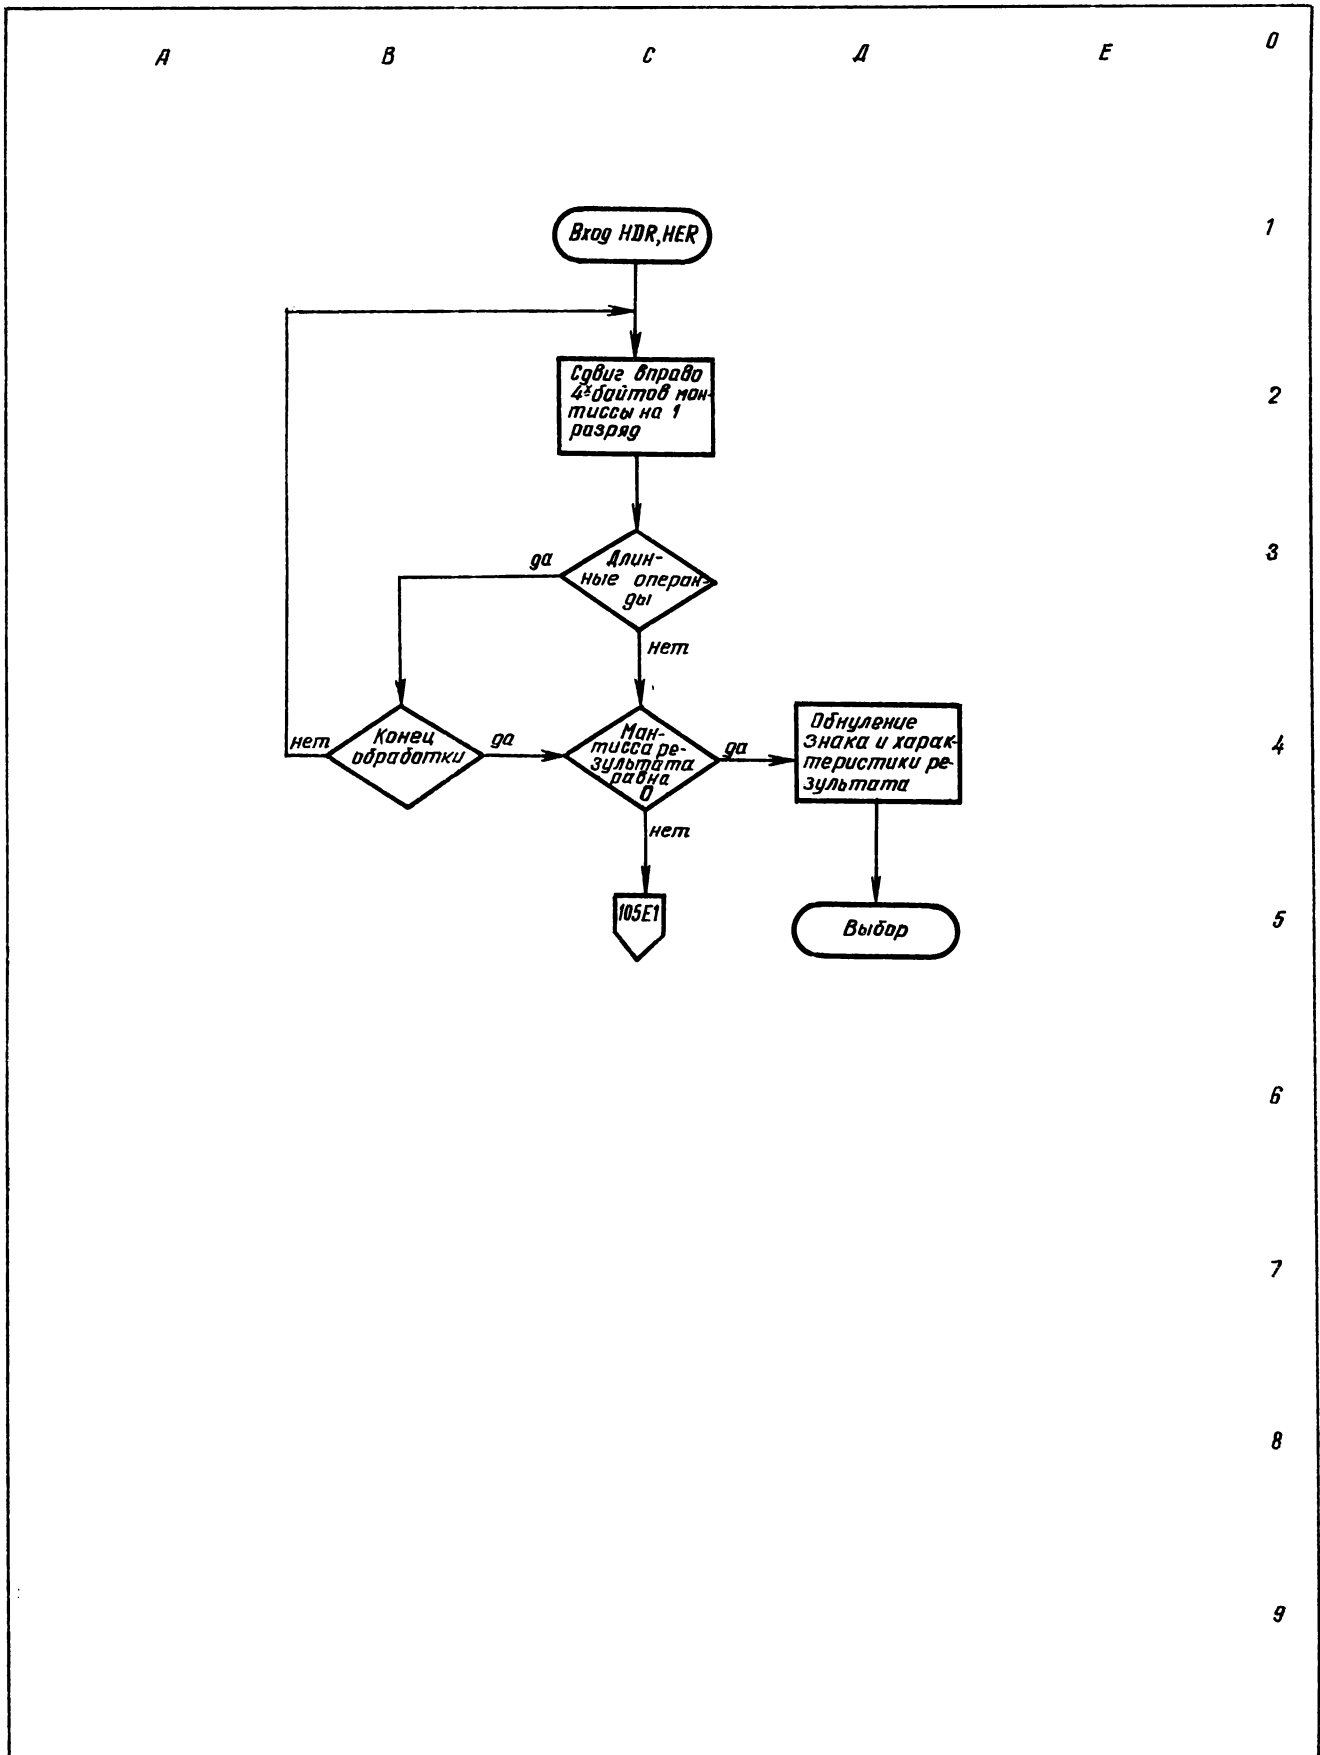 А В С Д Е 0
1
Вход HDR,HER
2
Сдвиг вправо
4х байтов ман-
тиссы на 1
разряд
3
да
Длин-
ные операн-
ды
нет
4
нет
Конец
обработки
да
Ман-
тисса ре-
зультата
равна
0
да
Обнуление
знака и харак-
теристики ре-
зультата
нет
5
105E1
Выбор
6
7
8
9